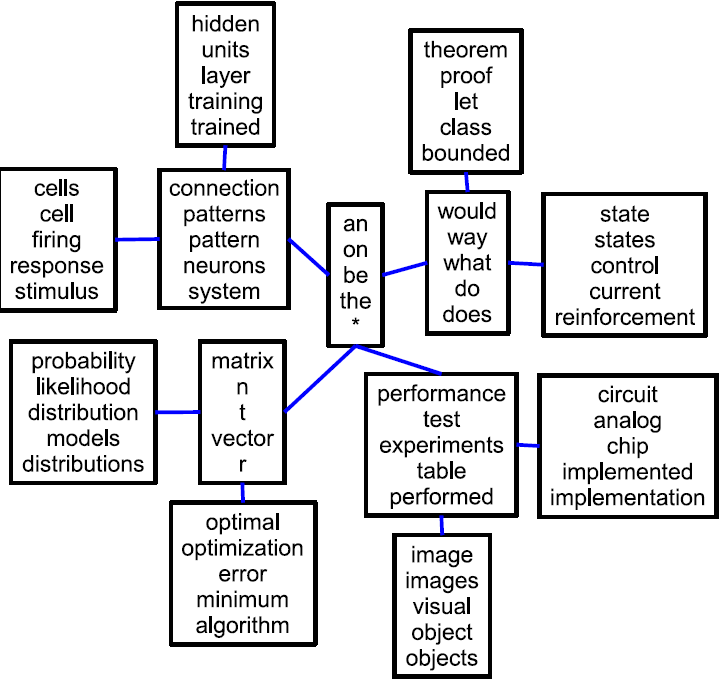 hidden
units
layer
training
trained
theorem
proof
let
class
bounded
cells
cell
firing
response
stimulus
connection
patterns
pattern
neurons
system
an
on
be
the
*
would
way
what
do
does
state
states
control
current
reinforcement
probability
likelihood
distribution
models
distributions
matrix
n
t
vector
r
performance
test
experiments
table
performed
circuit
analog
chip
implemented
implementation
optimal
optimization
error
minimum
algorithm
image
images
visual
object
objects